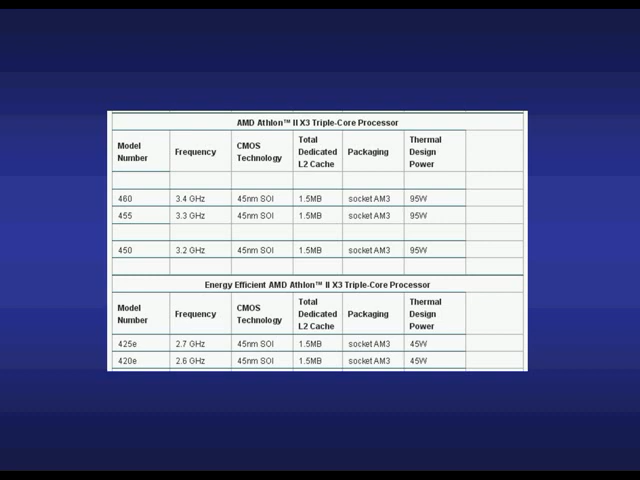 AMD Athlon™ II X3 Triple-Core Processor
Model Number Frequency CMOS Technology Total Dedicated L2 Cache Packaging Thermal Design Power
460 3.4 GHz 45nm SOI 1.5MB socket AM3 95W
455 3.3 GHz 45nm SOI 1.5MB socket AM3 95W
450 3.2 GHz 45nm SOI 1.5MB socket AM3 95W
Energy Efficient AMD Athlon™ II X3 Triple-Core Processor
Model Number Frequency CMOS Technology Total Dedicated L2 Cache Packaging Thermal Design Power
425e 2.7 GHz 45nm SOI 1.5MB socket AM3 45W
420e 2.6 GHz 45nm SOI 1.5MB socket AM3 45W